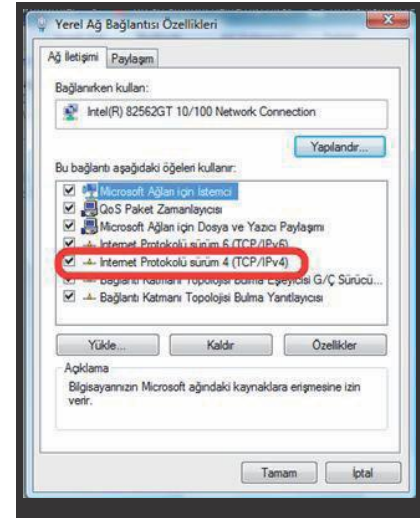 Yerel Ağ Bağlantısı Özellikleri
Ağ İletişimi Paylaşım
Bağlanırken kullan:
Intel(R) 82562GT 10/100 Network Connection
Yapılandır...
Bu bağlantı aşağıdaki öğeleri kullanır:
Microsoft Ağları için İstemci
QoS Paket Zamanlayıcısı
Microsoft Ağları için Dosya ve Yazıcı Paylaşımı
Internet Protokolü sürüm 6 (TCP/IPv6)
Internet Protokolü sürüm 4 (TCP/IPv4)
Bağlantı Katmanı Topolojisi Bulma Eşleyicisi G/Ç Sürücü...
Bağlantı Katmanı Topolojisi Bulma Yanıtlayıcısı
Yükle... Kaldır Özellikler
Açıklama
Bilgisayarınızın Microsoft ağındaki kaynaklara erişmesine izin
verir.
Tamam İptal